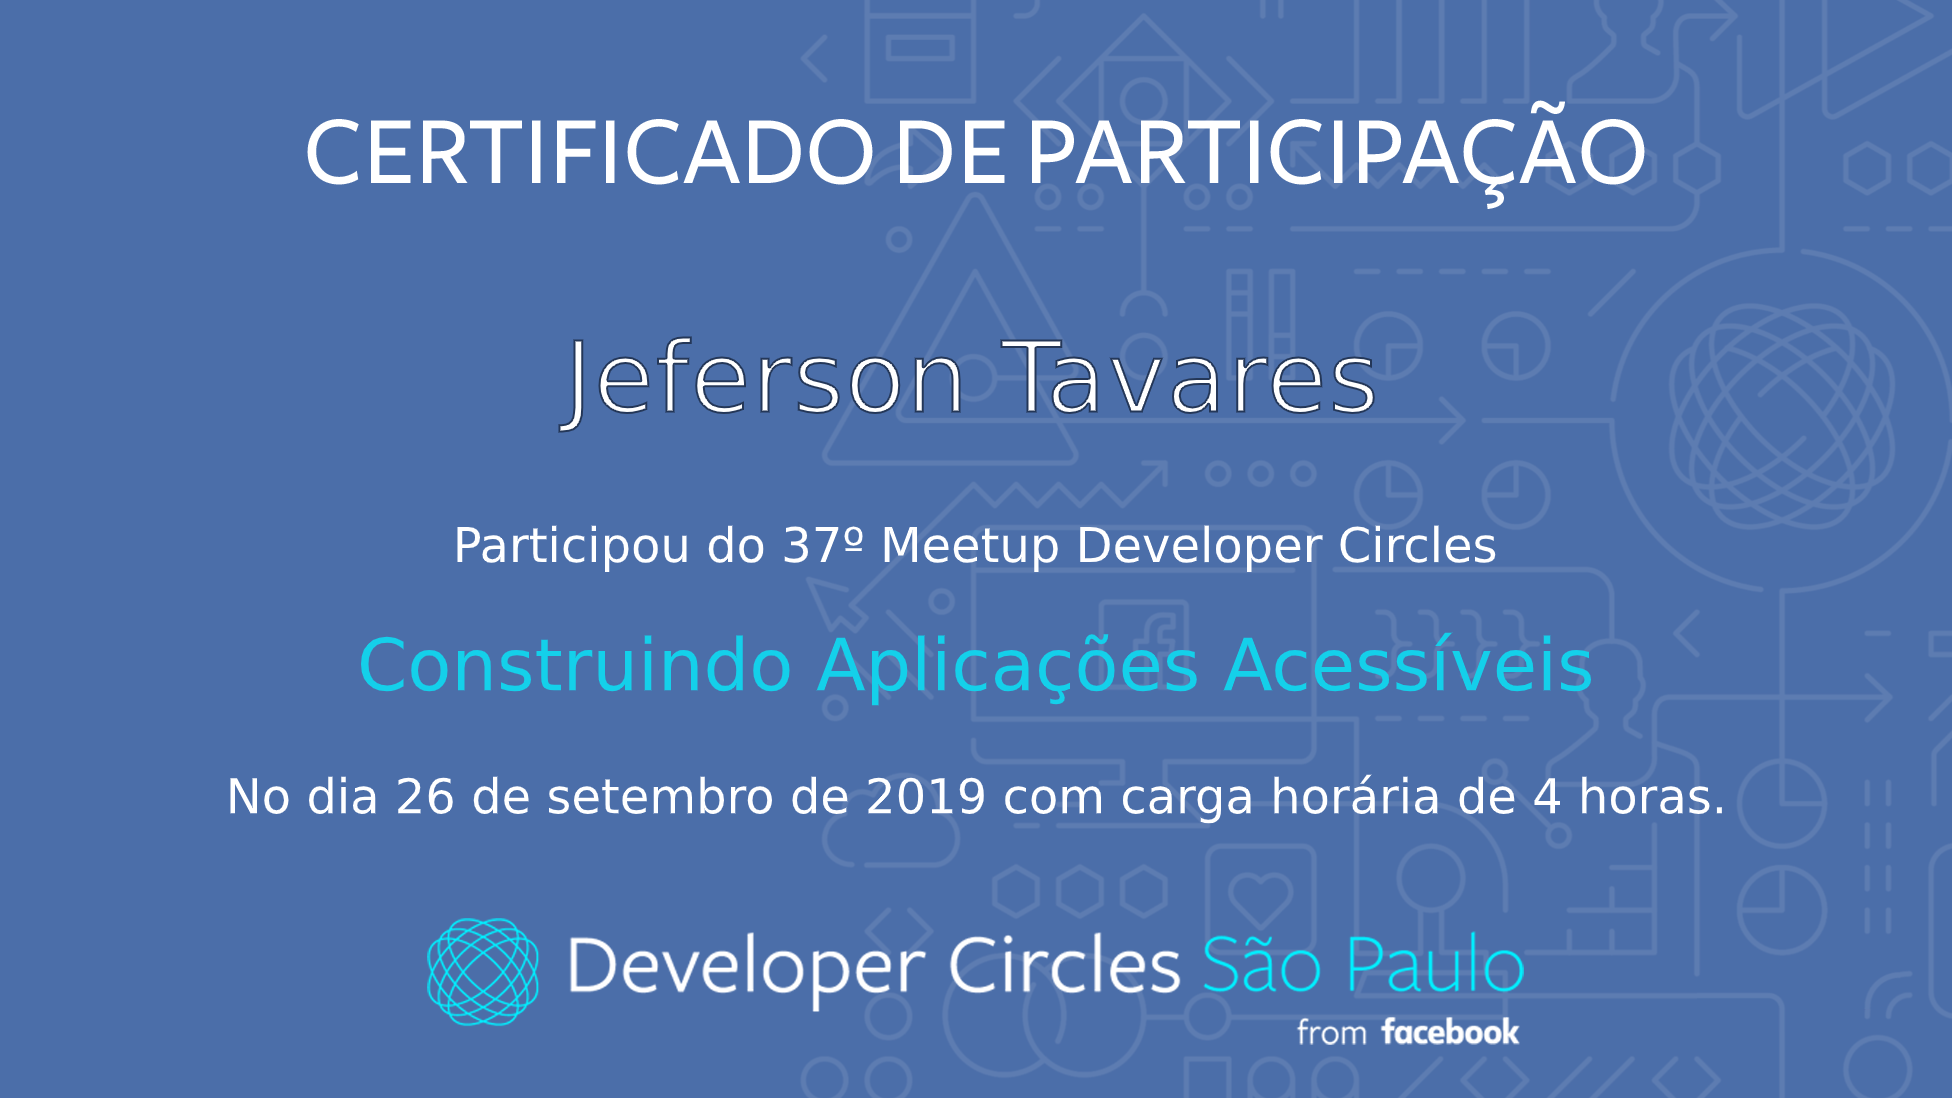 CERTIFICADO DE PARTICIPAÇÃO
Jeferson Tavares
Participou do 37º Meetup Developer Circles
Construindo Aplicações Acessíveis
No dia 26 de setembro de 2019 com carga horária de 4 horas.
Developer Circles São Paulo
from facebook